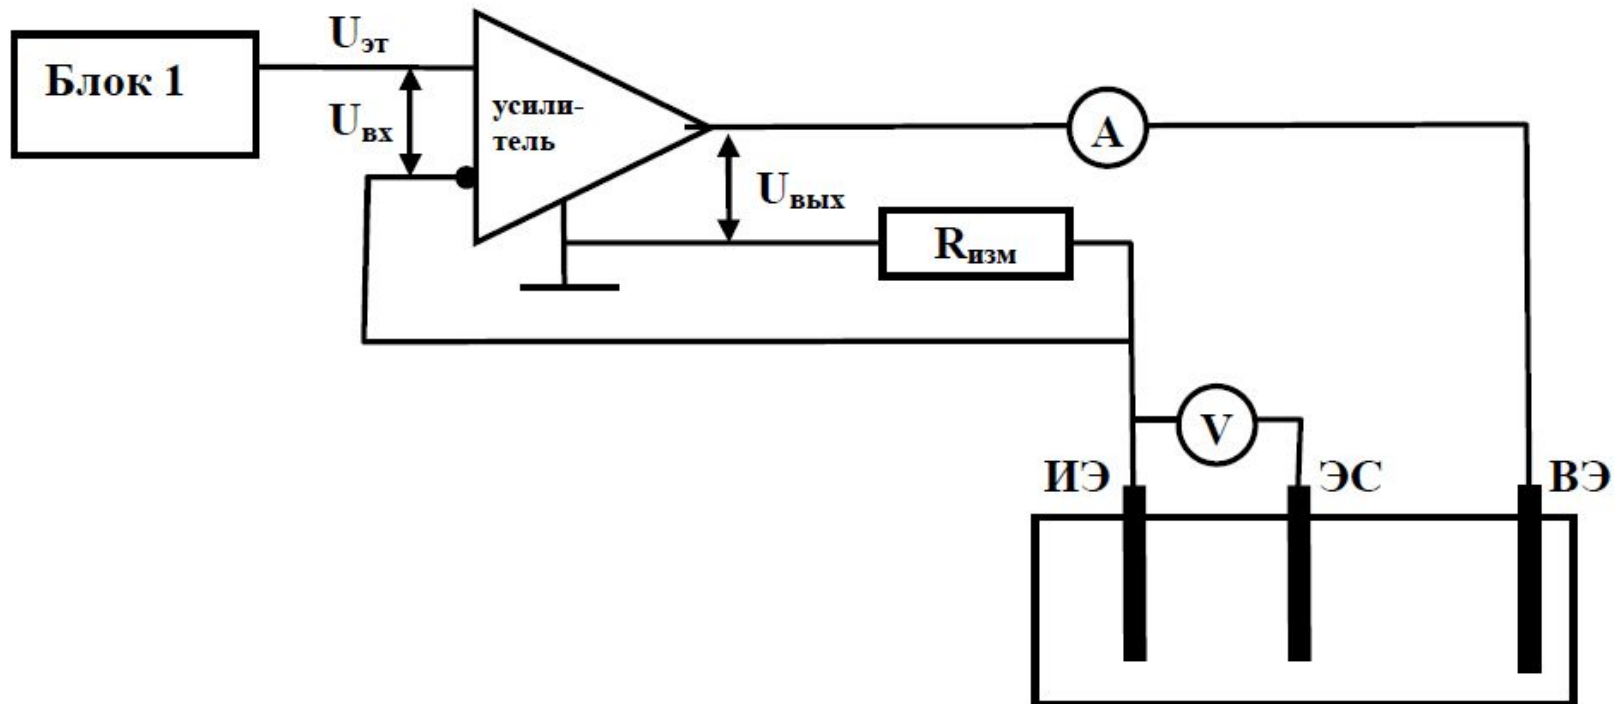 Блок 1
Uэт
Uвх
усили-
тель
Uвых
A
Rизм
V
ИЭ
ЭС
ВЭ